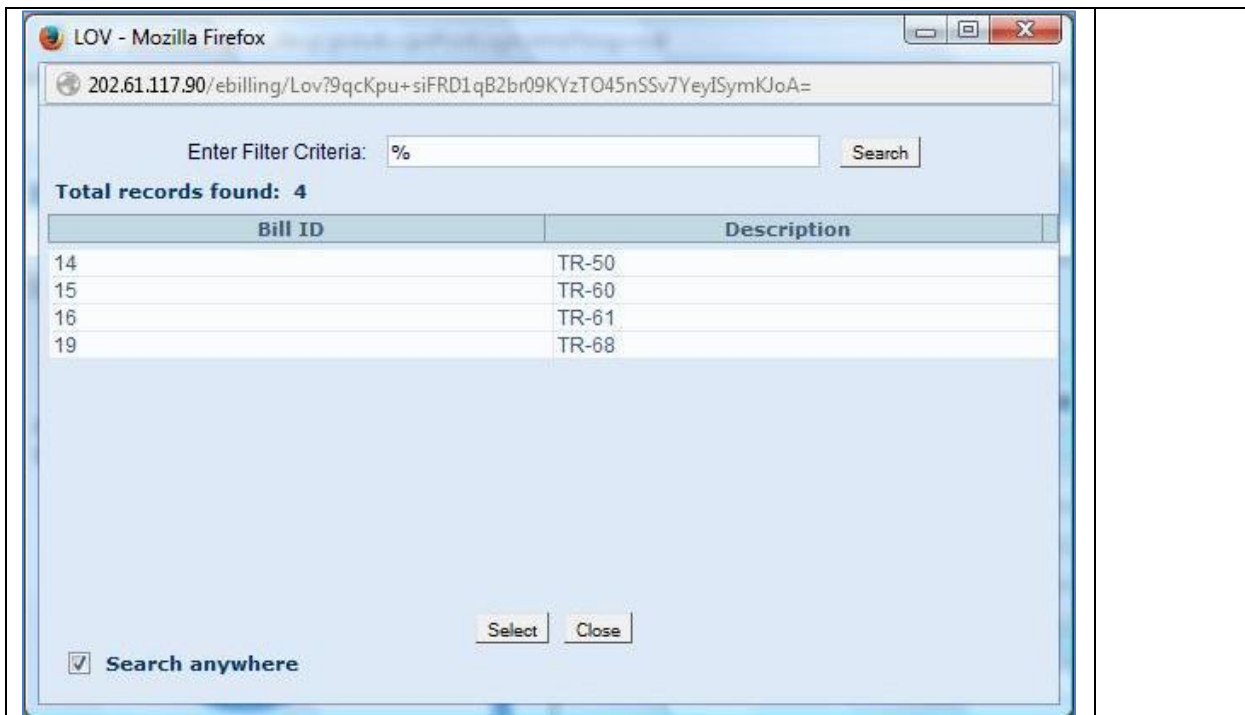 LOV - Mozilla Firefox
202.61.117.90/ebilling/Lov?9qcKpu+siFRD1qB2br09KYzTO45nSSv7YeyISymKJoA=
Enter Filter Criteria: % Search
Total records found: 4
Bill ID Description
14 TR-50
15 TR-60
16 TR-61
19 TR-68
Select Close
Search anywhere